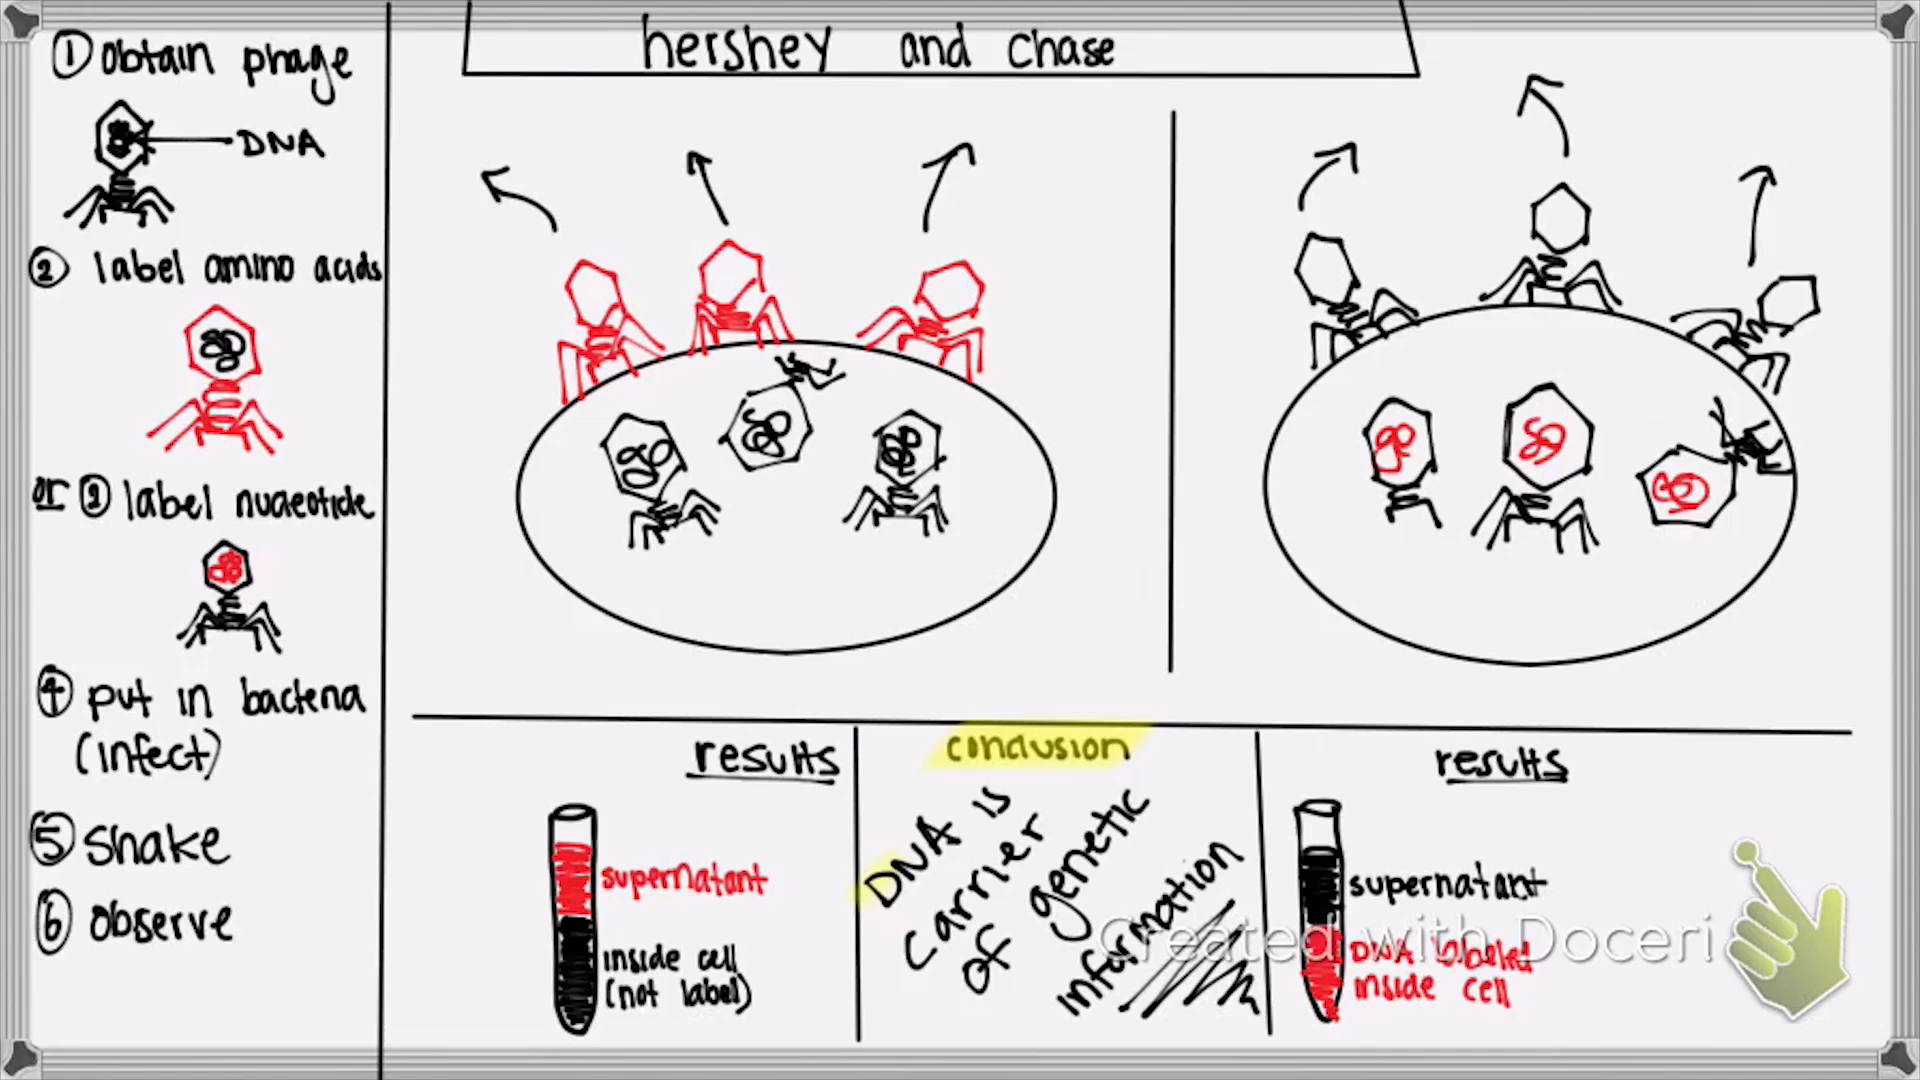 hershey and chase
① obtain phage
DNA
② label amino acids
or ② label nucleotide
④ put in bacteria
(infect)
⑤ shake
⑥ observe
results
supernatant
inside cell
(not label)
conclusion
DNA is
carrier
of genetic
information
results
supernatant
DNA labeled
inside cell
Created with Doceri